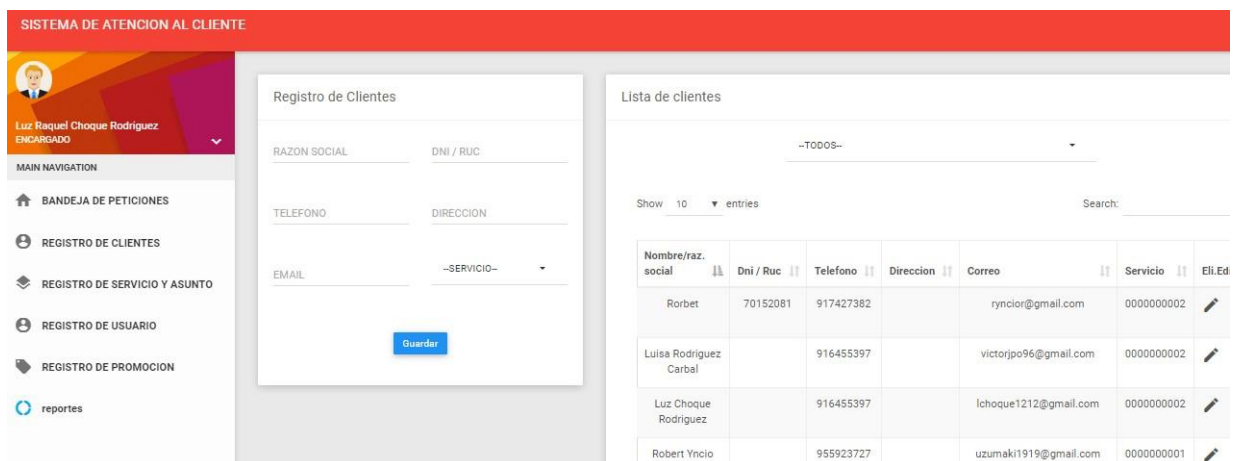 SISTEMA DE ATENCION AL CLIENTE
Luz Raquel Choque Rodriguez
ENCARGADO
MAIN NAVIGATION
BANDEJA DE PETICIONES
REGISTRO DE CLIENTES
REGISTRO DE SERVICIO Y ASUNTO
REGISTRO DE USUARIO
REGISTRO DE PROMOCION
reportes
Registro de Clientes
RAZON SOCIAL DNI / RUC
TELEFONO DIRECCION
EMAIL --SERVICIO--
Guardar
Lista de clientes
--TODOS--
Show 10 entries Search:
Nombre/raz.
social Dni / Ruc Telefono Direccion Correo Servicio Eli.Edi
Rorbet 70152081 917427382 ryncior@gmail.com 0000000002
Luisa Rodriguez 916455397 victorjpo96@gmail.com 0000000002
Carbal
Luz Choque 916455397 lchoque1212@gmail.com 0000000002
Rodriguez
Robert Yncio 955923727 uzumaki1919@gmail.com 0000000001